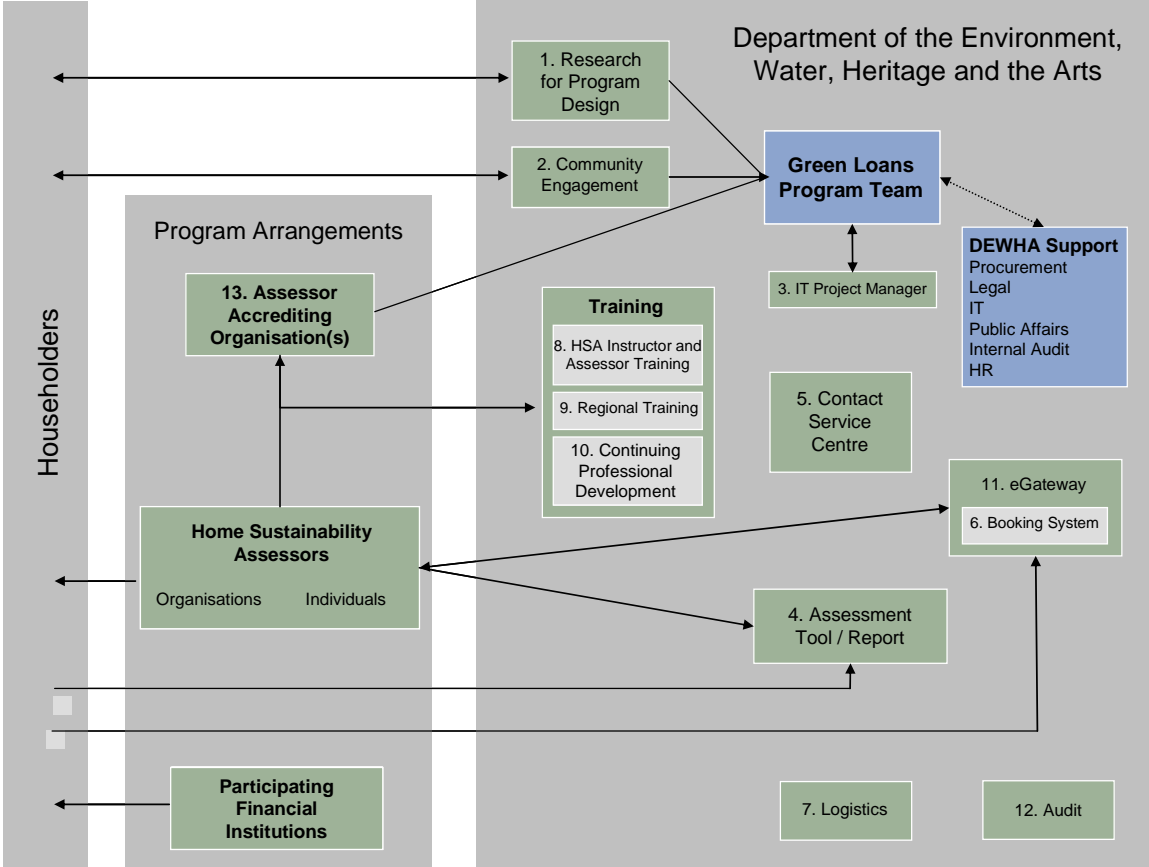 Department of the Environment,
Water, Heritage and the Arts
1. Research
for Program
Design
2. Community
Engagement
Green Loans
Program Team
DEWHA Support
Procurement
Legal
IT
Public Affairs
Internal Audit
HR
3. IT Project Manager
Program Arrangements
13. Assessor
Accrediting
Organisation(s)
Householders
Training
8. HSA Instructor and
Assessor Training
9. Regional Training
10. Continuing
Professional
Development
5. Contact
Service
Centre
11. eGateway
6. Booking System
Home Sustainability
Assessors
Organisations
Individuals
4. Assessment
Tool / Report
Participating
Financial
Institutions
7. Logistics
12. Audit